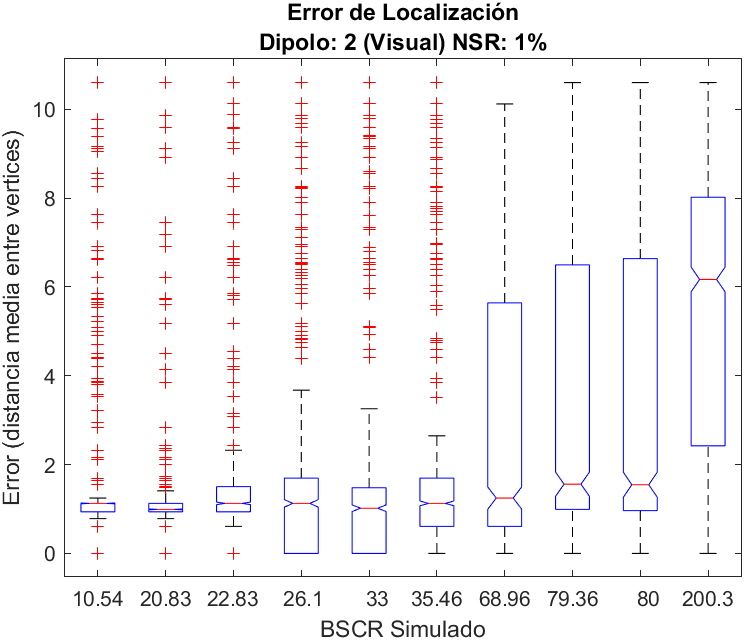 Error de Localización
Dipolo: 2 (Visual) NSR: 1%
Error (distancia media entre vertices)
10
8
6
4
2
0
10.54 20.83 22.83 26.1 33 35.46 68.96 79.36 80 200.3
BSCR Simulado